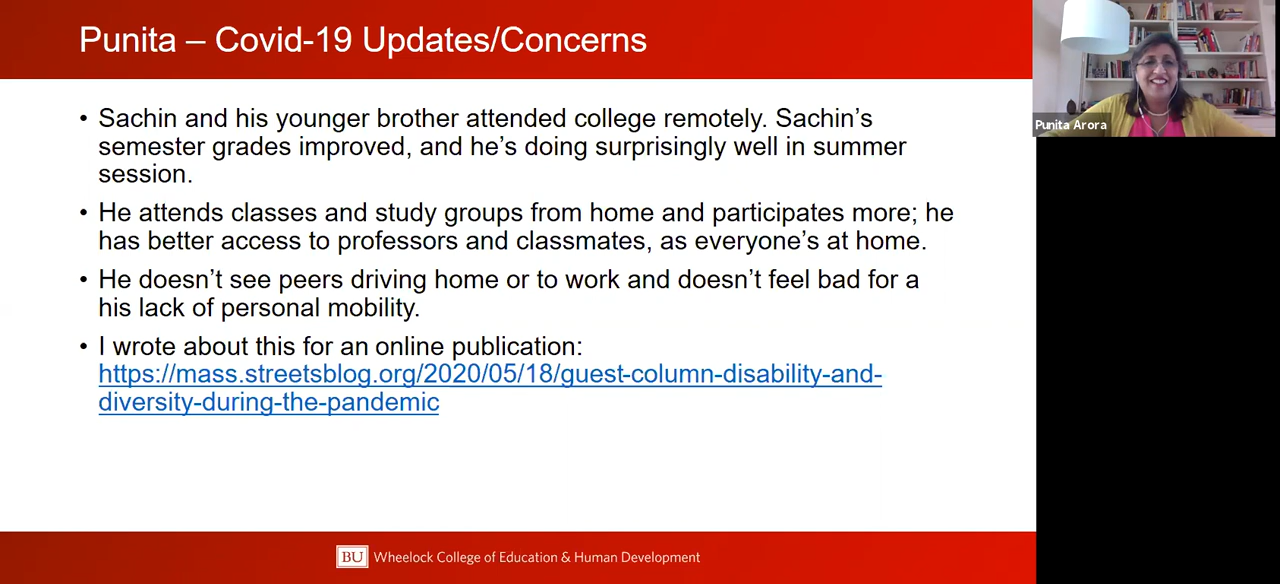 Punita – Covid-19 Updates/Concerns
Punita Arora
• Sachin and his younger brother attended college remotely. Sachin’s
semester grades improved, and he’s doing surprisingly well in summer
session.
• He attends classes and study groups from home and participates more; he
has better access to professors and classmates, as everyone’s at home.
• He doesn’t see peers driving home or to work and doesn’t feel bad for a
his lack of personal mobility.
• I wrote about this for an online publication:
https://mass.streetsblog.org/2020/05/18/guest-column-disability-and-
diversity-during-the-pandemic
BU Wheelock College of Education & Human Development